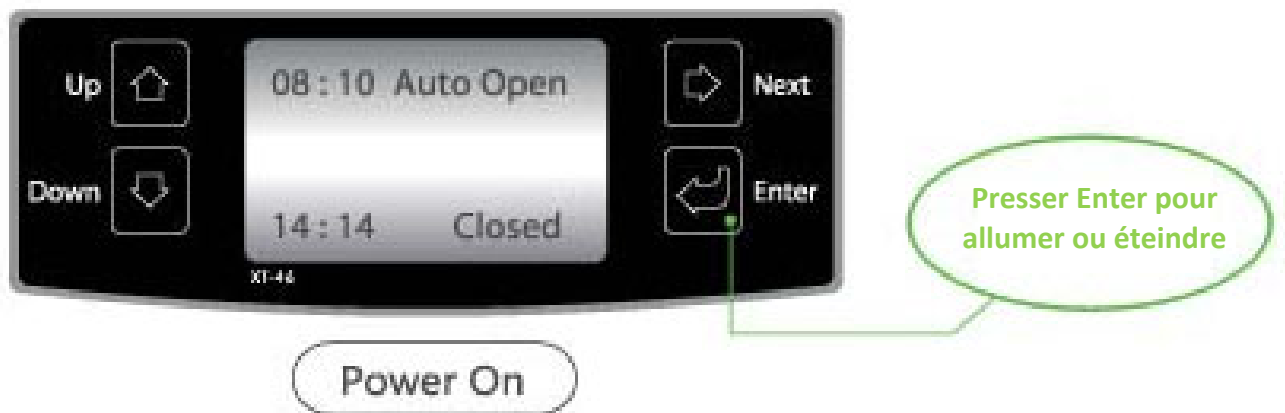 Up
08 : 10 Auto Open
Next
Down
14 : 14 Closed
Enter
XT-46
Presser Enter pour
allumer ou éteindre
Power On